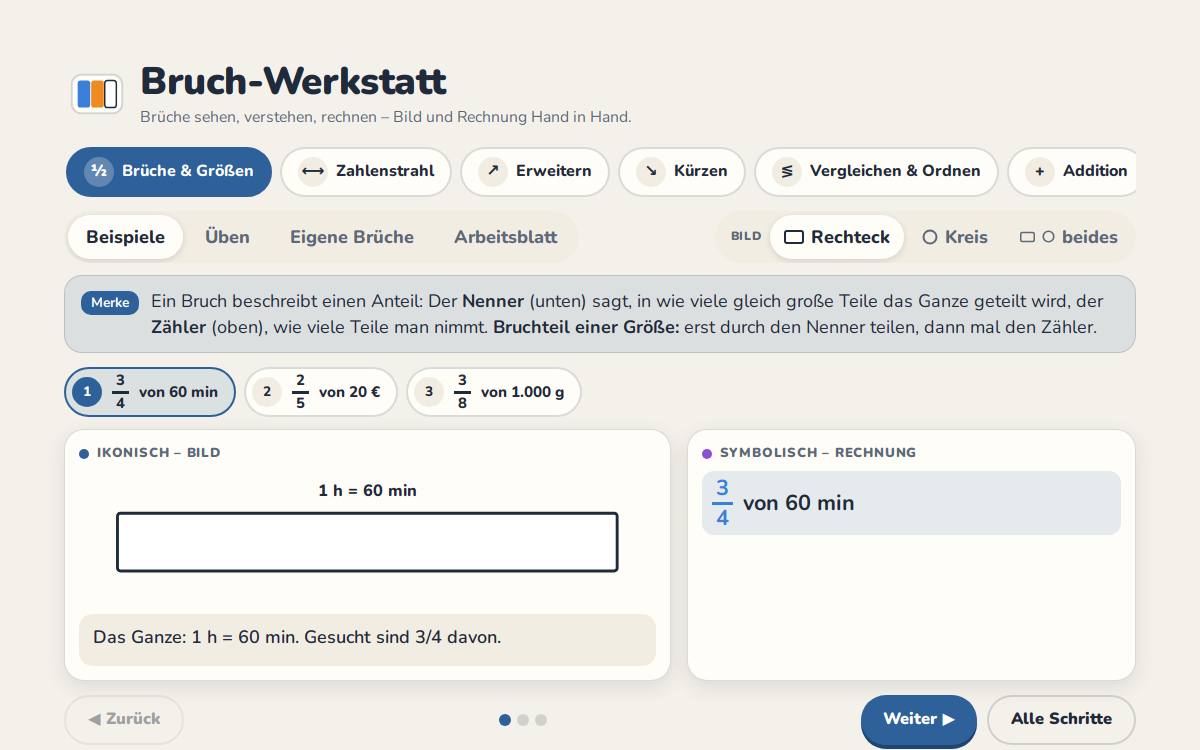 Bruch-Werkstatt
Brüche sehen, verstehen, rechnen – Bild und Rechnung Hand in Hand.
½ Brüche & Größen
⟷ Zahlenstrahl
↗ Erweitern
↘ Kürzen
≶ Vergleichen & Ordnen
+ Addition
Beispiele Üben Eigene Brüche Arbeitsblatt
BILD Rechteck Kreis beides
Merke Ein Bruch beschreibt einen Anteil: Der Nenner (unten) sagt, in wie viele gleich große Teile das Ganze geteilt wird, der
Zähler (oben), wie viele Teile man nimmt. Bruchteil einer Größe: erst durch den Nenner teilen, dann mal den Zähler.
1 3/4 von 60 min
2 2/5 von 20 €
3 3/8 von 1.000 g
IKONISCH – BILD
1 h = 60 min
Das Ganze: 1 h = 60 min. Gesucht sind 3/4 davon.
SYMBOLISCH – RECHNUNG
3/4 von 60 min
◀ Zurück
Weiter ▶
Alle Schritte